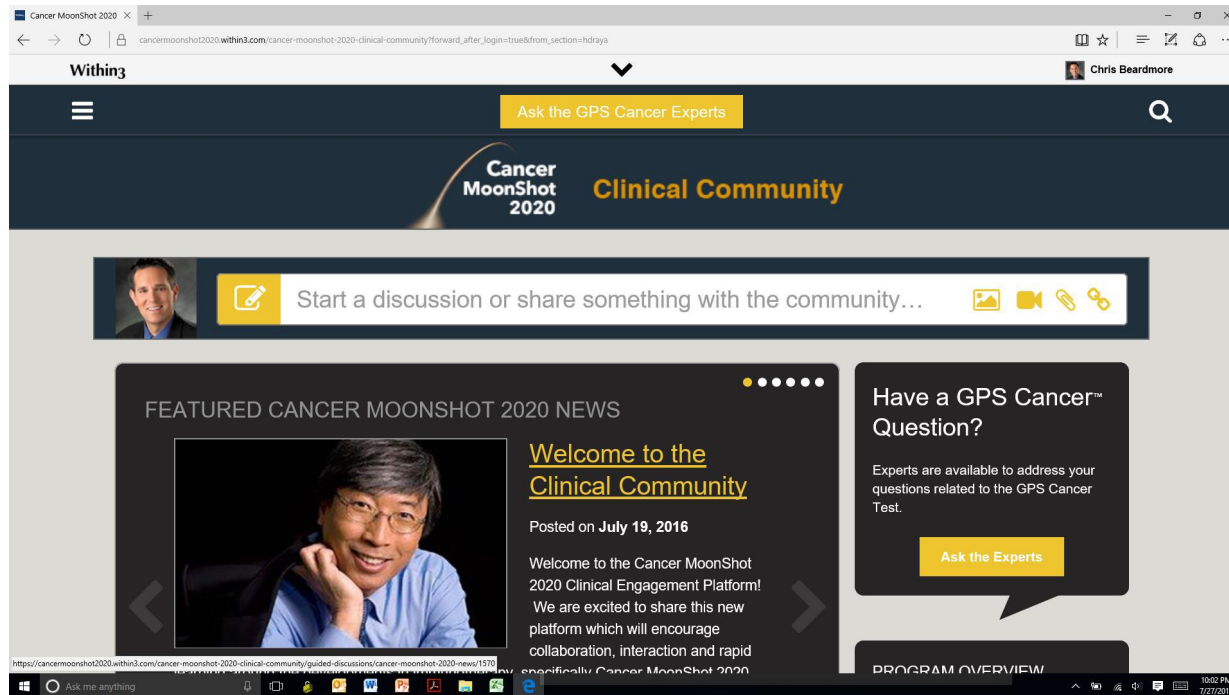 Cancer MoonShot 2020
cancermoonshot2020.within3.com/cancer-moonshot-2020-clinical-community?forward_after_login=true&from_section=hdraya
Within3
Chris Beardmore
Ask the GPS Cancer Experts
Cancer
MoonShot
2020
Clinical Community
Start a discussion or share something with the community…
FEATURED CANCER MOONSHOT 2020 NEWS
Welcome to the
Clinical Community
Posted on July 19, 2016
Welcome to the Cancer MoonShot
2020 Clinical Engagement Platform!
We are excited to share this new
platform which will encourage
collaboration, interaction and rapid
specifically Cancer MoonShot 2020
Have a GPS Cancer™
Question?
Experts are available to address your
questions related to the GPS Cancer
Test.
Ask the Experts
PROGRAM OVERVIEW
https://cancermoonshot2020.within3.com/cancer-moonshot-2020-clinical-community/guided-discussions/cancer-moonshot-2020-news/1570
Ask me anything
10:02 PM